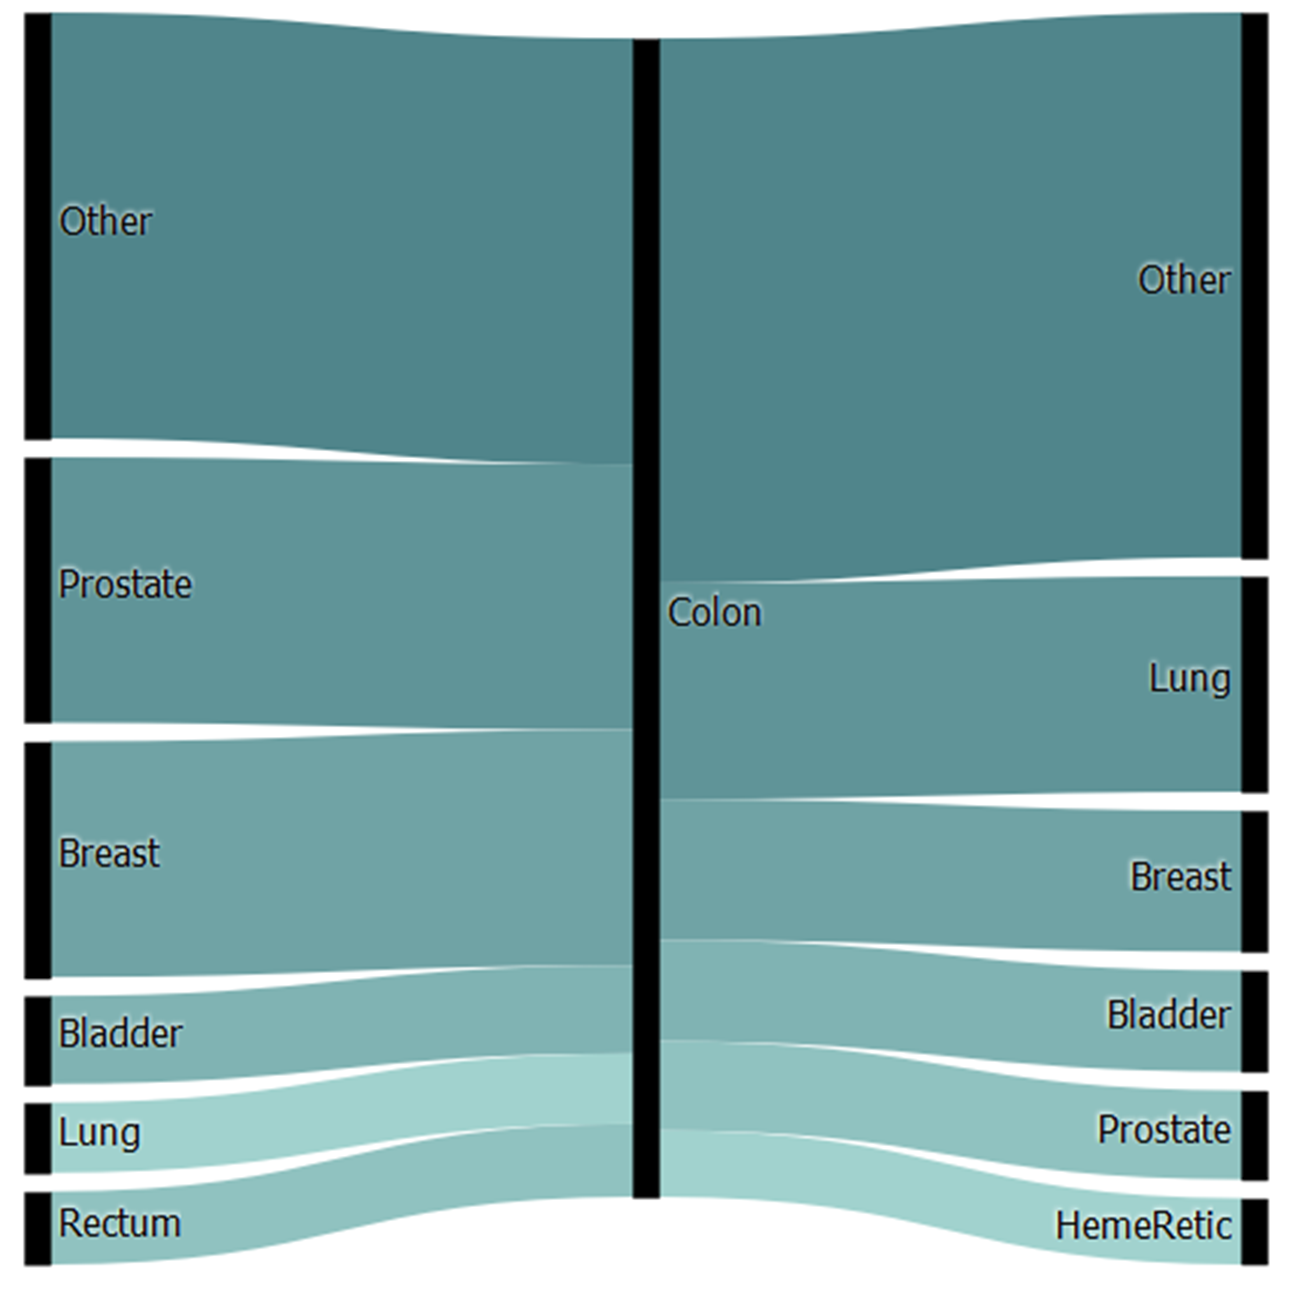 Other
Prostate
Breast
Bladder
Lung
Rectum
Colon
Other
Lung
Breast
Bladder
Prostate
HemeRetic